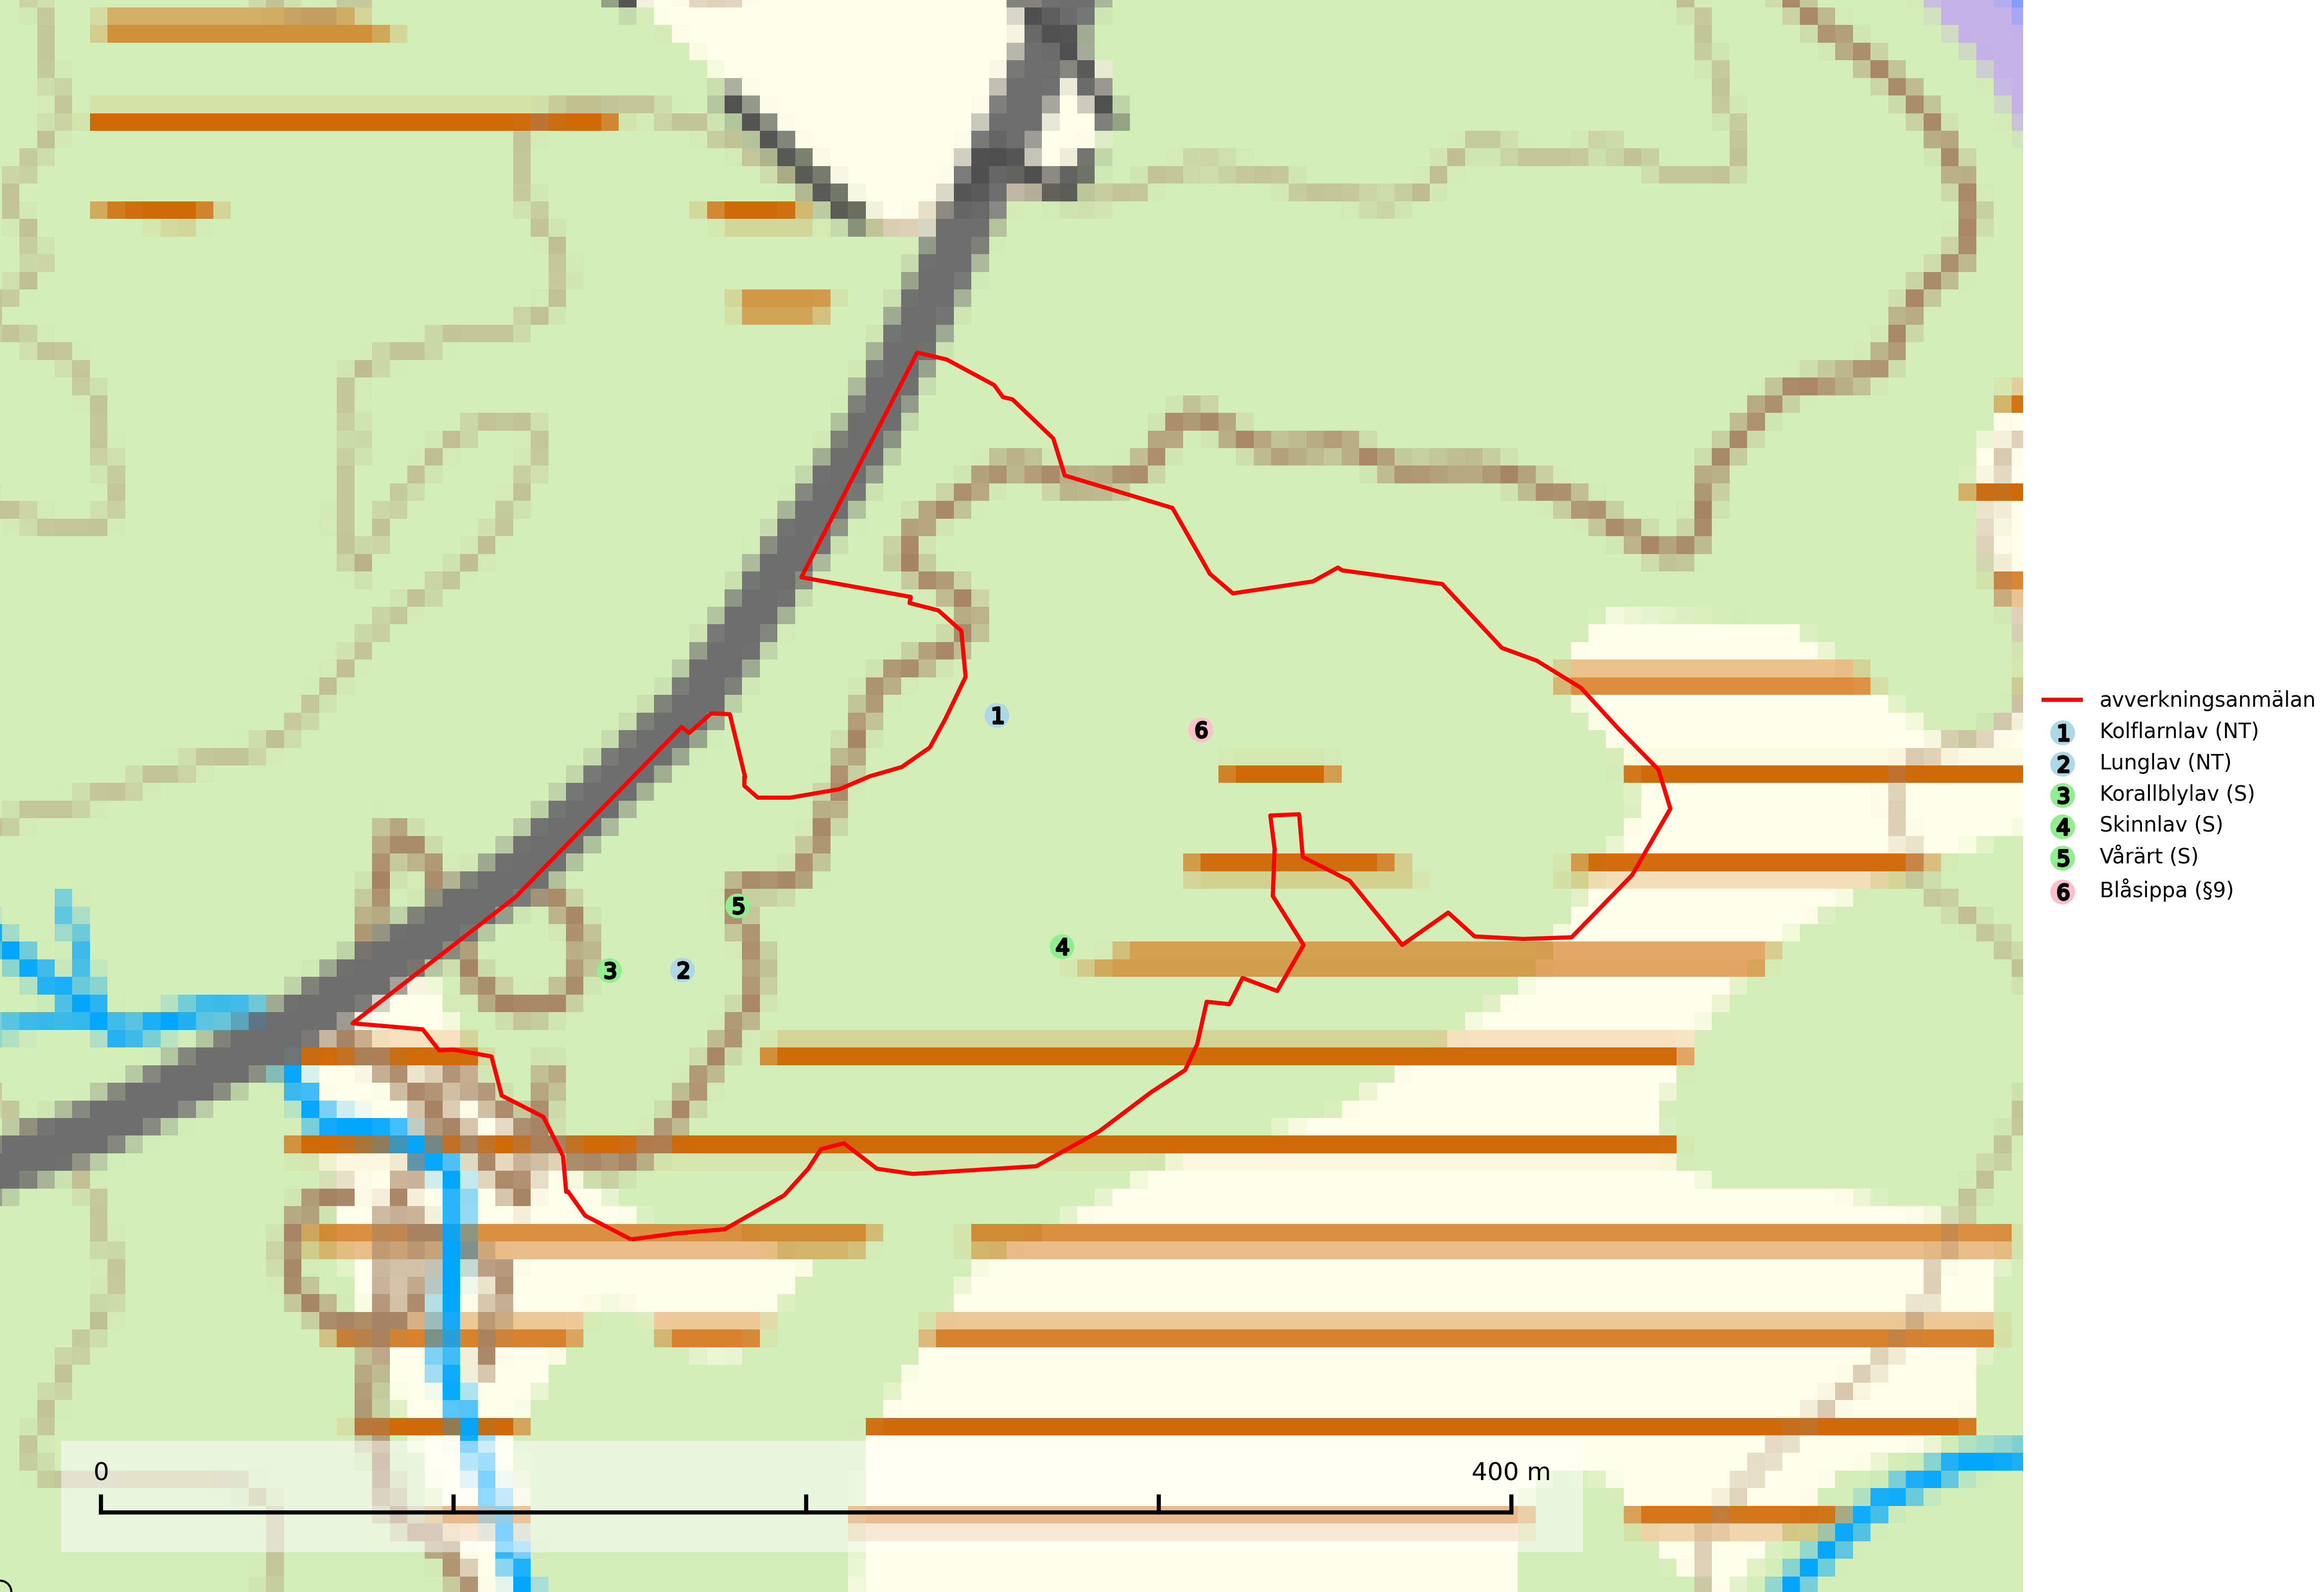 1
6
5
4
3
2
avverkningsanmälan
1 Kolflarnlav (NT)
2 Lunglav (NT)
3 Korallblylav (S)
4 Skinnlav (S)
5 Vårärt (S)
6 Blåsippa (§9)
0 400 m